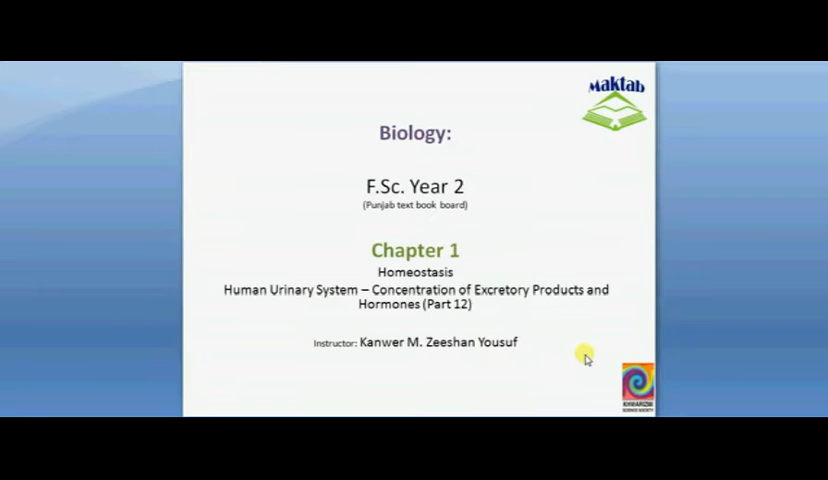 Maktab
Biology:
F.Sc. Year 2
(Punjab text book board)
Chapter 1
Homeostasis
Human Urinary System – Concentration of Excretory Products and
Hormones (Part 12)
Instructor: Kanwer M. Zeeshan Yousuf
KHWARIZMI
SCIENCE SOCIETY